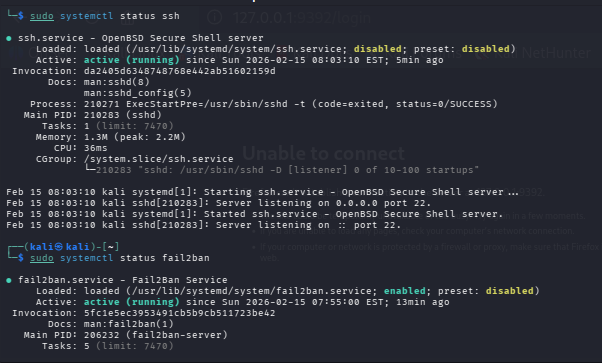 └─$ sudo systemctl status ssh
● ssh.service - OpenBSD Secure Shell server
Loaded: loaded (/usr/lib/systemd/system/ssh.service; disabled; preset: disabled)
Active: active (running) since Sun 2026-02-15 08:03:10 EST; 5min ago
Invocation: da2405d6348748768e442ab51602159d
Docs: man:sshd(8)
man:sshd_config(5)
Process: 210271 ExecStartPre=/usr/sbin/sshd -t (code=exited, status=0/SUCCESS)
Main PID: 210283 (sshd)
Tasks: 1 (limit: 7470)
Memory: 1.3M (peak: 2.2M)
CPU: 36ms
CGroup: /system.slice/ssh.service
└─210283 "sshd: /usr/sbin/sshd -D [listener] 0 of 10-100 startups"
Unable to connect
Feb 15 08:03:10 kali systemd[1]: Starting ssh.service - OpenBSD Secure Shell server...
Feb 15 08:03:10 kali sshd[210283]: Server listening on 0.0.0.0 port 22.
Feb 15 08:03:10 kali systemd[1]: Started ssh.service - OpenBSD Secure Shell server.
Feb 15 08:03:10 kali sshd[210283]: Server listening on :: port 22.
┌──(kali㉿kali)-[~]
└─$ sudo systemctl status fail2ban
● fail2ban.service - Fail2Ban Service
Loaded: loaded (/usr/lib/systemd/system/fail2ban.service; enabled; preset: disabled)
Active: active (running) since Sun 2026-02-15 07:55:00 EST; 13min ago
Invocation: 5fc1e5ec3953491cb5b9cb511723be42
Docs: man:fail2ban(1)
Main PID: 206232 (fail2ban-server)
Tasks: 5 (limit: 7470)